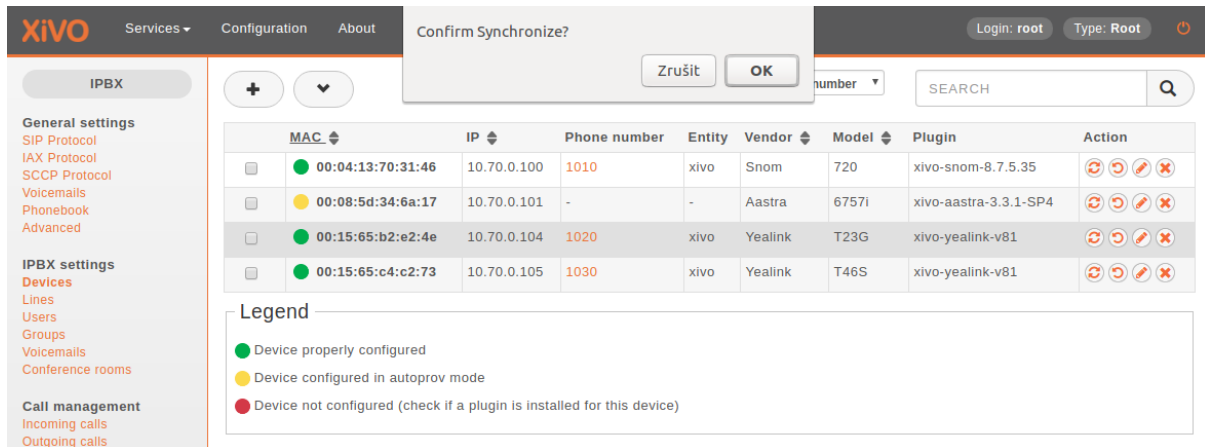 XiVO Services Configuration About Login: root Type: Root
Confirm Synchronize?
Zrušit OK
IPBX
General settings
SIP Protocol
IAX Protocol
SCCP Protocol
Voicemails
Phonebook
Advanced
IPBX settings
Devices
Lines
Users
Groups
Voicemails
Conference rooms
Call management
Incoming calls
Outgoing calls
number SEARCH
MAC IP Phone number Entity Vendor Model Plugin Action
00:04:13:70:31:46 10.70.0.100 1010 xivo Snom 720 xivo-snom-8.7.5.35
00:08:5d:34:6a:17 10.70.0.101 - - Aastra 6757i xivo-aastra-3.3.1-SP4
00:15:65:b2:e2:4e 10.70.0.104 1020 xivo Yealink T23G xivo-yealink-v81
00:15:65:c4:c2:73 10.70.0.105 1030 xivo Yealink T46S xivo-yealink-v81
Legend
Device properly configured
Device configured in autoprov mode
Device not configured (check if a plugin is installed for this device)